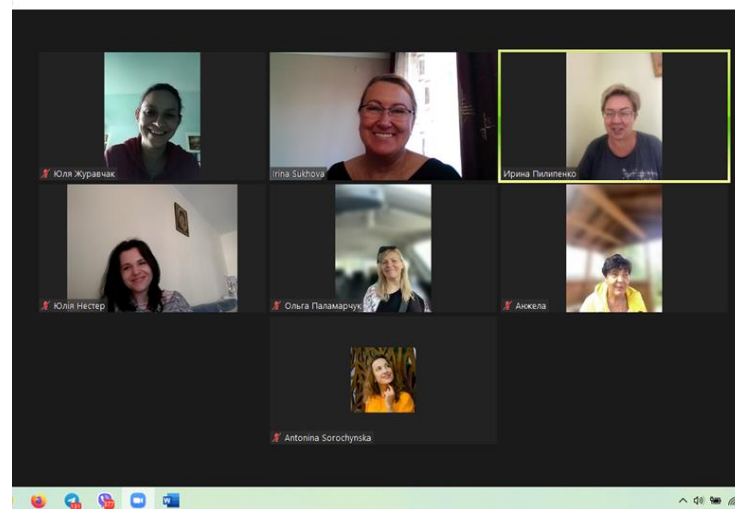 Юля Журавчак
Irina Sukhova
Ирина Пилипенко
Юлія Нестер
Ольга Паламарчук
Анжела
Antonina Sorochynska